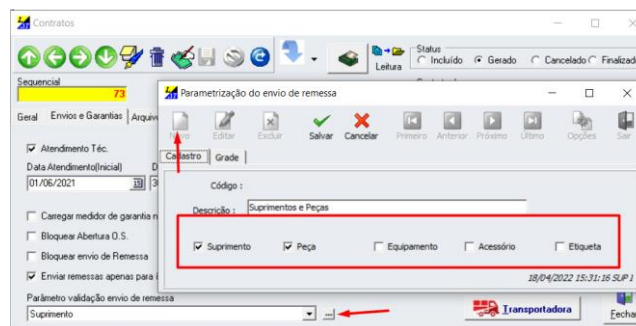 Contratos
Leitura
Status
Incluído Gerado Cancelado Finalizad
Sequencial
73
Parametrização do envio de remessa
Geral Envios e Garantias Arquiv
Novo Editar Excluir Salvar Cancelar Primeiro Anterior Próximo Último Opções Sair
Cadastro Grade
Atendimento Téc.
Data Atendimento(Inicial) D
01/06/2021
Código :
Descrição : Suprimentos e Peças
Carregar medidor de garantia n
Bloquear Abertura O.S.
Bloquear envio de Remessa
Enviar remessas apenas para i
Suprimento Peça Equipamento Acessório Etiqueta
18/04/2022 15:31:16 SUP 1
Parâmetro validação envio de remessa
Suprimento
...
Transportadora
Fecha